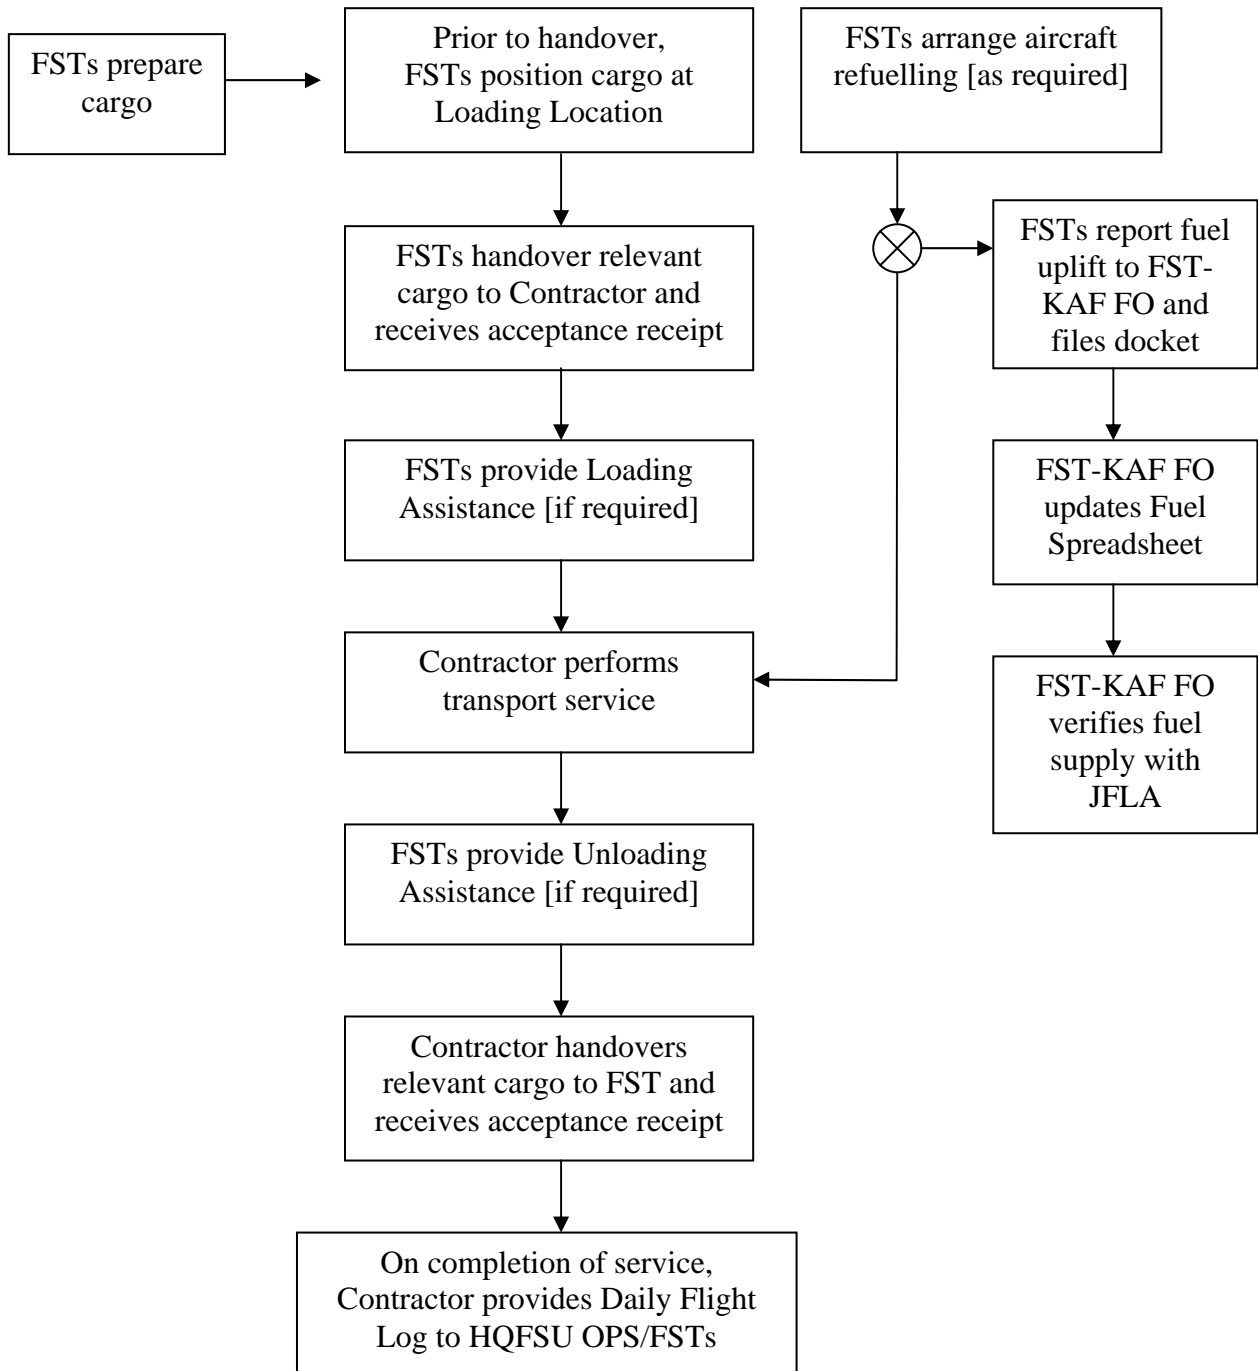 FSTs prepare
cargo
Prior to handover,
FSTs position cargo at
Loading Location
FSTs arrange aircraft
refuelling [as required]
FSTs handover relevant
cargo to Contractor and
receives acceptance receipt
FSTs report fuel
uplift to FST-
KAF FO and
files docket
FSTs provide Loading
Assistance [if required]
FST-KAF FO
updates Fuel
Spreadsheet
Contractor performs
transport service
FST-KAF FO
verifies fuel
supply with
JFLA
FSTs provide Unloading
Assistance [if required]
Contractor handovers
relevant cargo to FST and
receives acceptance receipt
On completion of service,
Contractor provides Daily Flight
Log to HQFSU OPS/FSTs